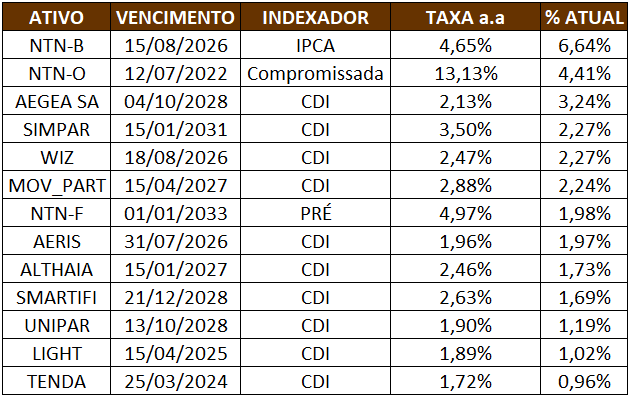 ATIVO VENCIMENTO INDEXADOR TAXA a.a % ATUAL
NTN-B 15/08/2026 IPCA 4,65% 6,64%
NTN-O 12/07/2022 Compromissada 13,13% 4,41%
AEGEA SA 04/10/2028 CDI 2,13% 3,24%
SIMPAR 15/01/2031 CDI 3,50% 2,27%
WIZ 18/08/2026 CDI 2,47% 2,27%
MOV_PART 15/04/2027 CDI 2,88% 2,24%
NTN-F 01/01/2033 PRÉ 4,97% 1,98%
AERIS 31/07/2026 CDI 1,96% 1,97%
ALTHAIA 15/01/2027 CDI 2,46% 1,73%
SMARTIFI 21/12/2028 CDI 2,63% 1,69%
UNIPAR 13/10/2028 CDI 1,90% 1,19%
LIGHT 15/04/2025 CDI 1,89% 1,02%
TENDA 25/03/2024 CDI 1,72% 0,96%